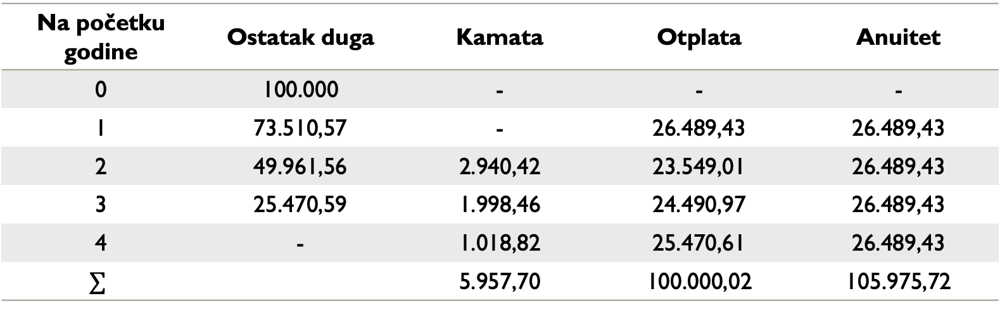 Na početku godine Ostatak duga Kamata Otplata Anuitet
0 100.000 - - -
1 73.510,57 - 26.489,43 26.489,43
2 49.961,56 2.940,42 23.549,01 26.489,43
3 25.470,59 1.998,46 24.490,97 26.489,43
4 - 1.018,82 25.470,61 26.489,43
∑ 5.957,70 100.000,02 105.975,72